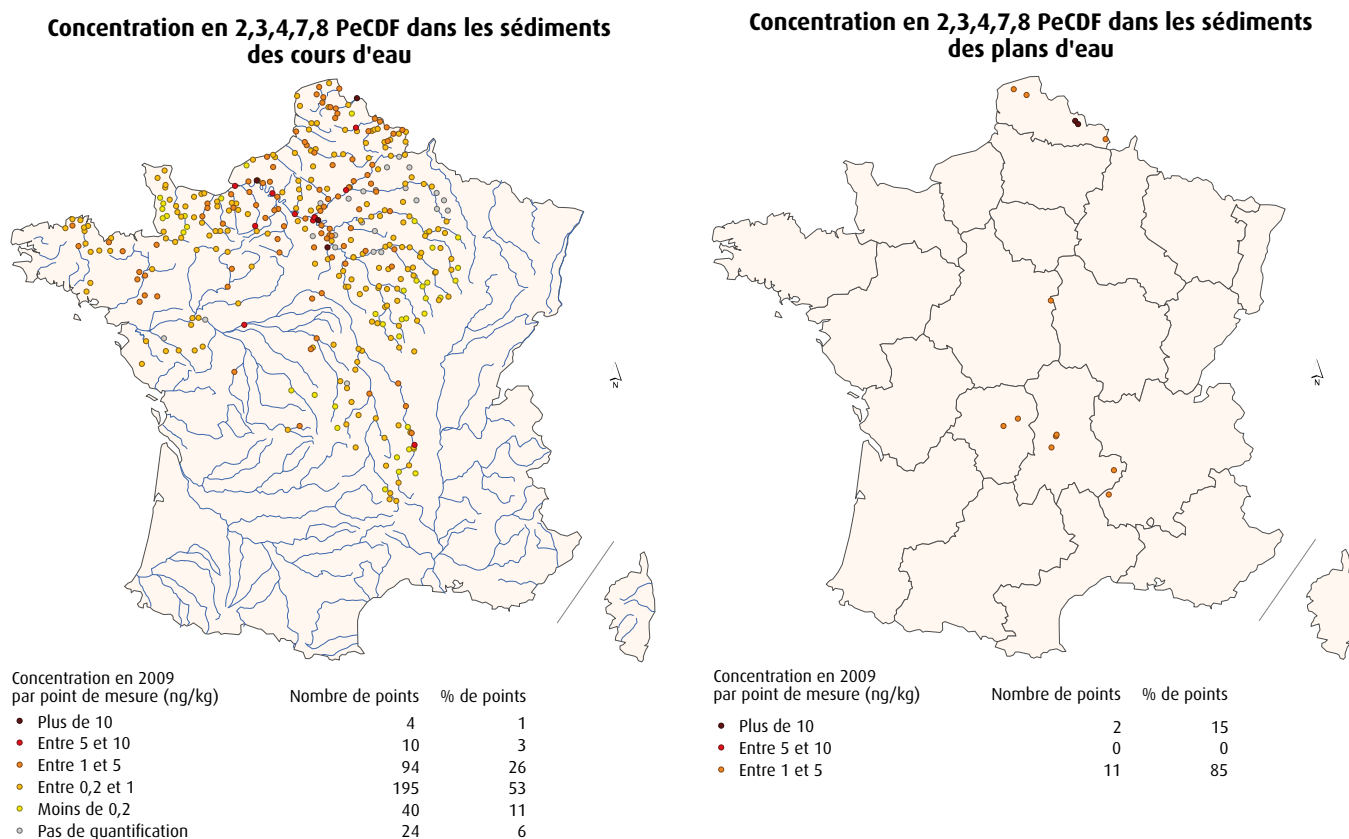 Concentration en 2,3,4,7,8 PeCDF dans les sédiments
des cours d'eau
N
Concentration en 2009
par point de mesure (ng/kg) Nombre de points % de points
Plus de 10 4 1
Entre 5 et 10 10 3
Entre 1 et 5 94 26
Entre 0,2 et 1 195 53
Moins de 0,2 40 11
Pas de quantification 24 6
Concentration en 2,3,4,7,8 PeCDF dans les sédiments
des plans d'eau
N
Concentration en 2009
par point de mesure (ng/kg) Nombre de points % de points
Plus de 10 2 15
Entre 5 et 10 0 0
Entre 1 et 5 11 85